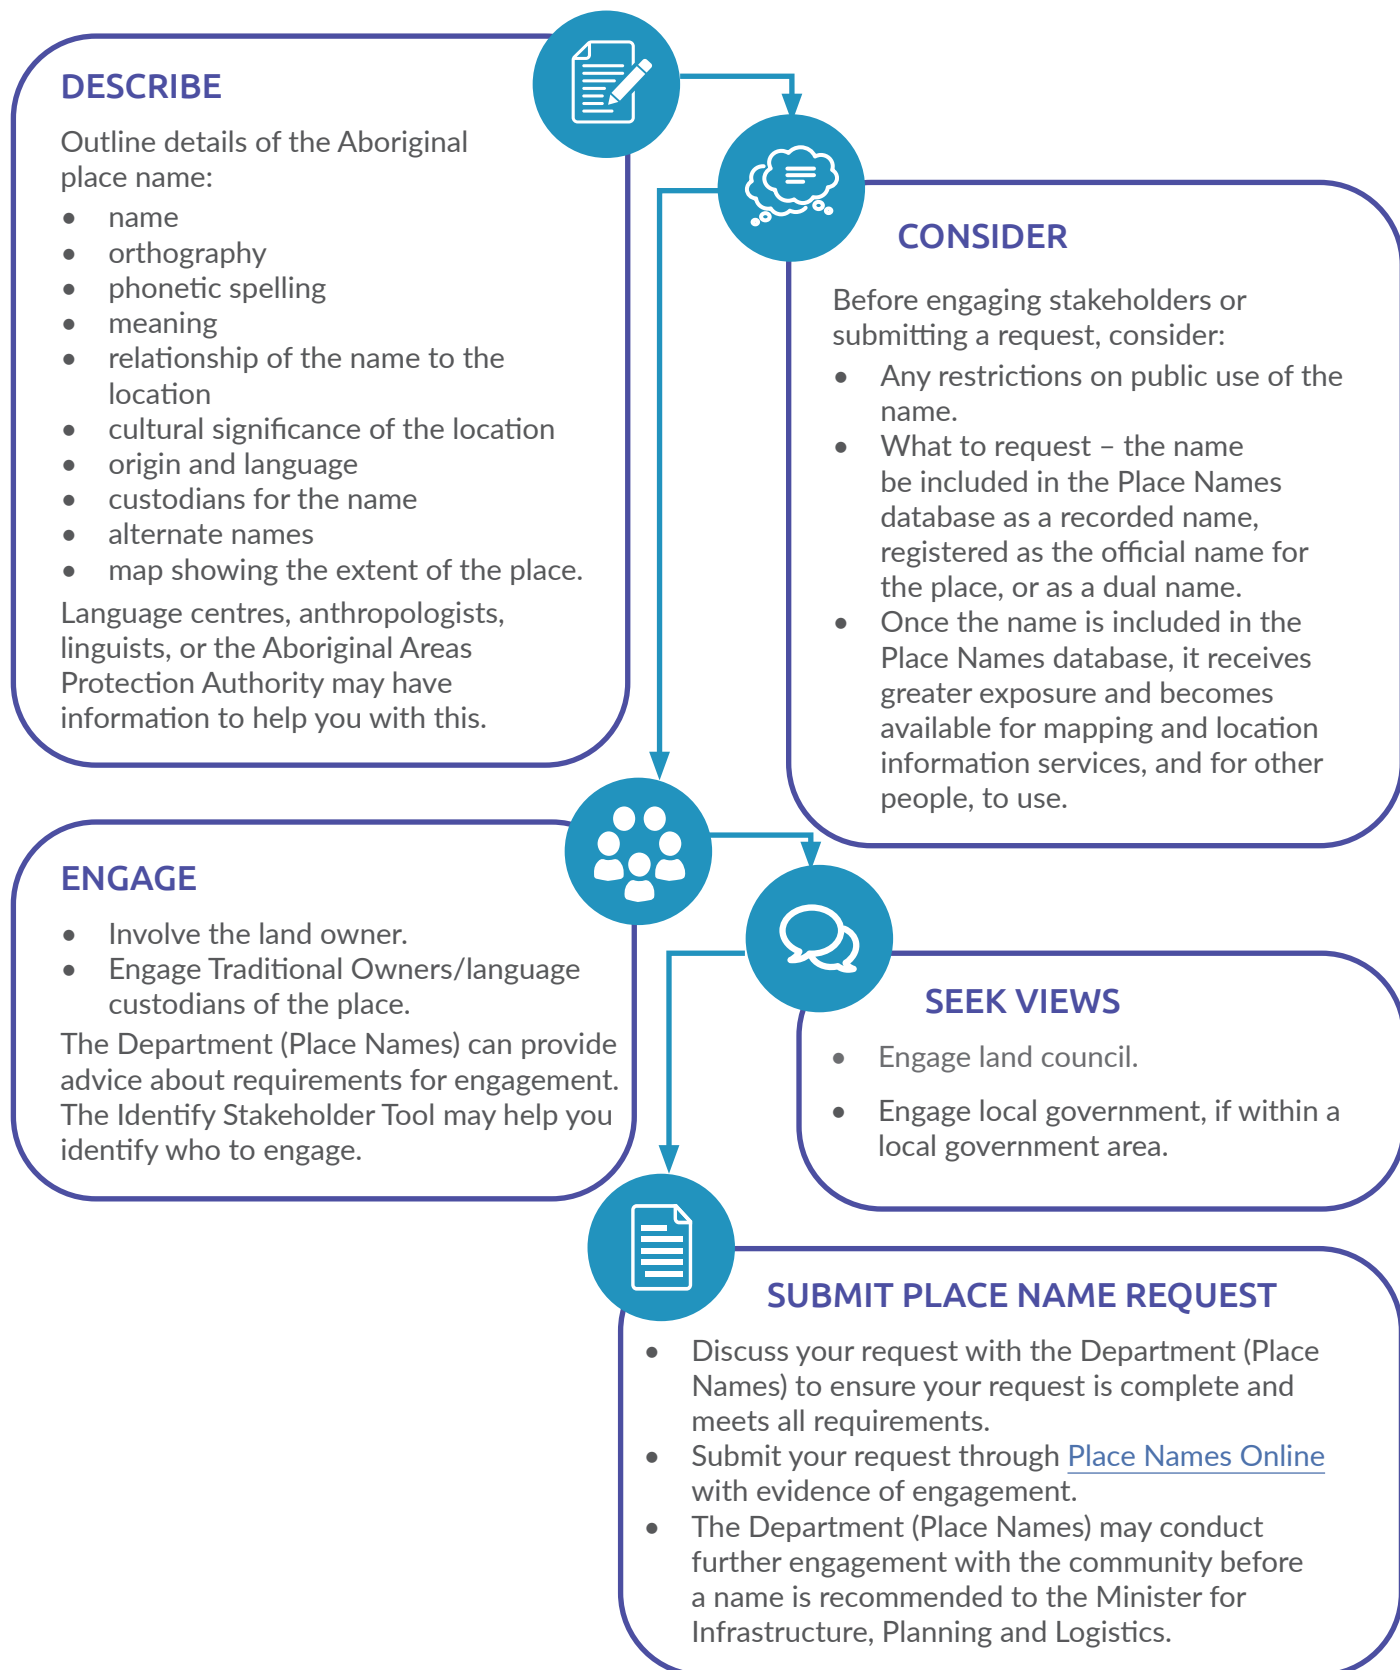 DESCRIBE
Outline details of the Aboriginal
place name:
• name
• orthography
• phonetic spelling
• meaning
• relationship of the name to the
location
• cultural significance of the location
• origin and language
• custodians for the name
• alternate names
• map showing the extent of the place.
Language centres, anthropologists,
linguists, or the Aboriginal Areas
Protection Authority may have
information to help you with this.
CONSIDER
Before engaging stakeholders or
submitting a request, consider:
• Any restrictions on public use of the
name.
• What to request – the name
be included in the Place Names
database as a recorded name,
registered as the official name for
the place, or as a dual name.
• Once the name is included in the
Place Names database, it receives
greater exposure and becomes
available for mapping and location
information services, and for other
people, to use.
ENGAGE
• Involve the land owner.
• Engage Traditional Owners/language
custodians of the place.
The Department (Place Names) can provide
advice about requirements for engagement.
The Identify Stakeholder Tool may help you
identify who to engage.
SEEK VIEWS
• Engage land council.
• Engage local government, if within a
local government area.
SUBMIT PLACE NAME REQUEST
• Discuss your request with the Department (Place
Names) to ensure your request is complete and
meets all requirements.
• Submit your request through Place Names Online
with evidence of engagement.
• The Department (Place Names) may conduct
further engagement with the community before
a name is recommended to the Minister for
Infrastructure, Planning and Logistics.